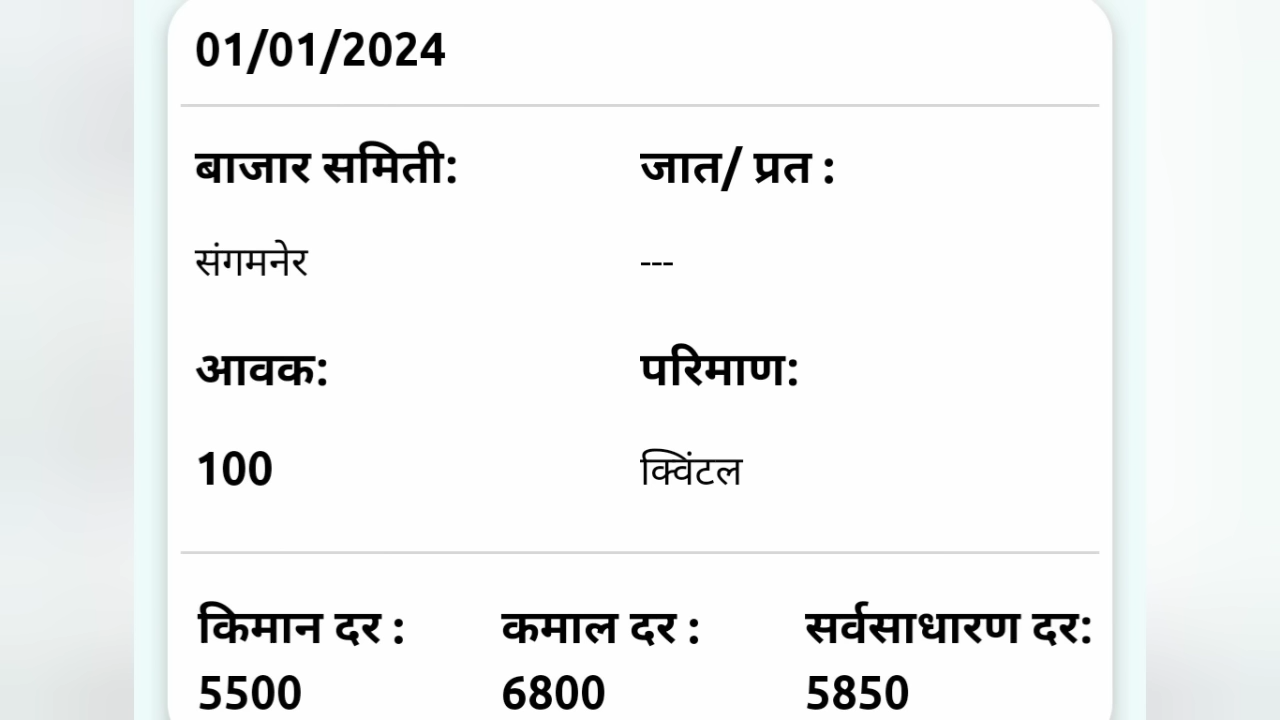 01/01/2024
बाजार समिती: जात/ प्रत :
संगमनेर ---
आवक: परिमाण:
100 क्विंटल
किमान दर : कमाल दर : सर्वसाधारण दर:
5500 6800 5850